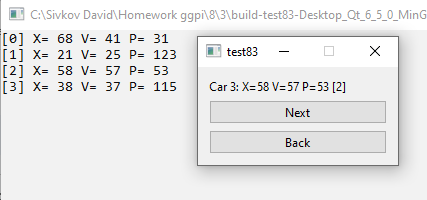 C:\Sivkov David\Homework ggpi\8\3\build-test83-Desktop_Qt_6_5_0_MinG
[0] X= 68 V= 41 P= 31
[1] X= 21 V= 25 P= 123
[2] X= 58 V= 57 P= 53
[3] X= 38 V= 37 P= 115
test83
Car 3: X=58 V=57 P=53 [2]
Next
Back